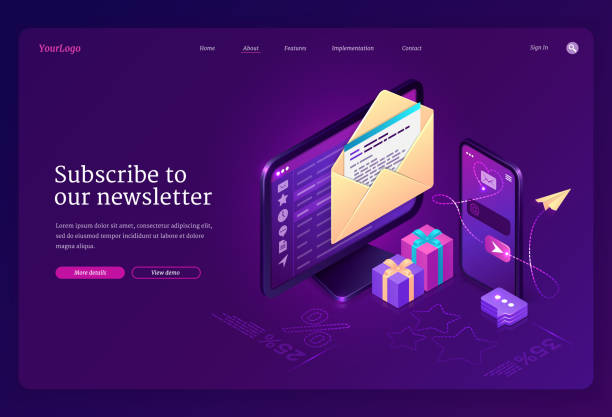 YourLogo
Home
About
Features
Implementation
Contact
Sign In
Subscribe to
our newsletter
Lorem ipsum dolor sit amet,
consectetur adipiscing elit, sed do
eiusmod tempor incididunt ut labore et dolore
magna aliqua.
More details
View demo
25%
%
35%